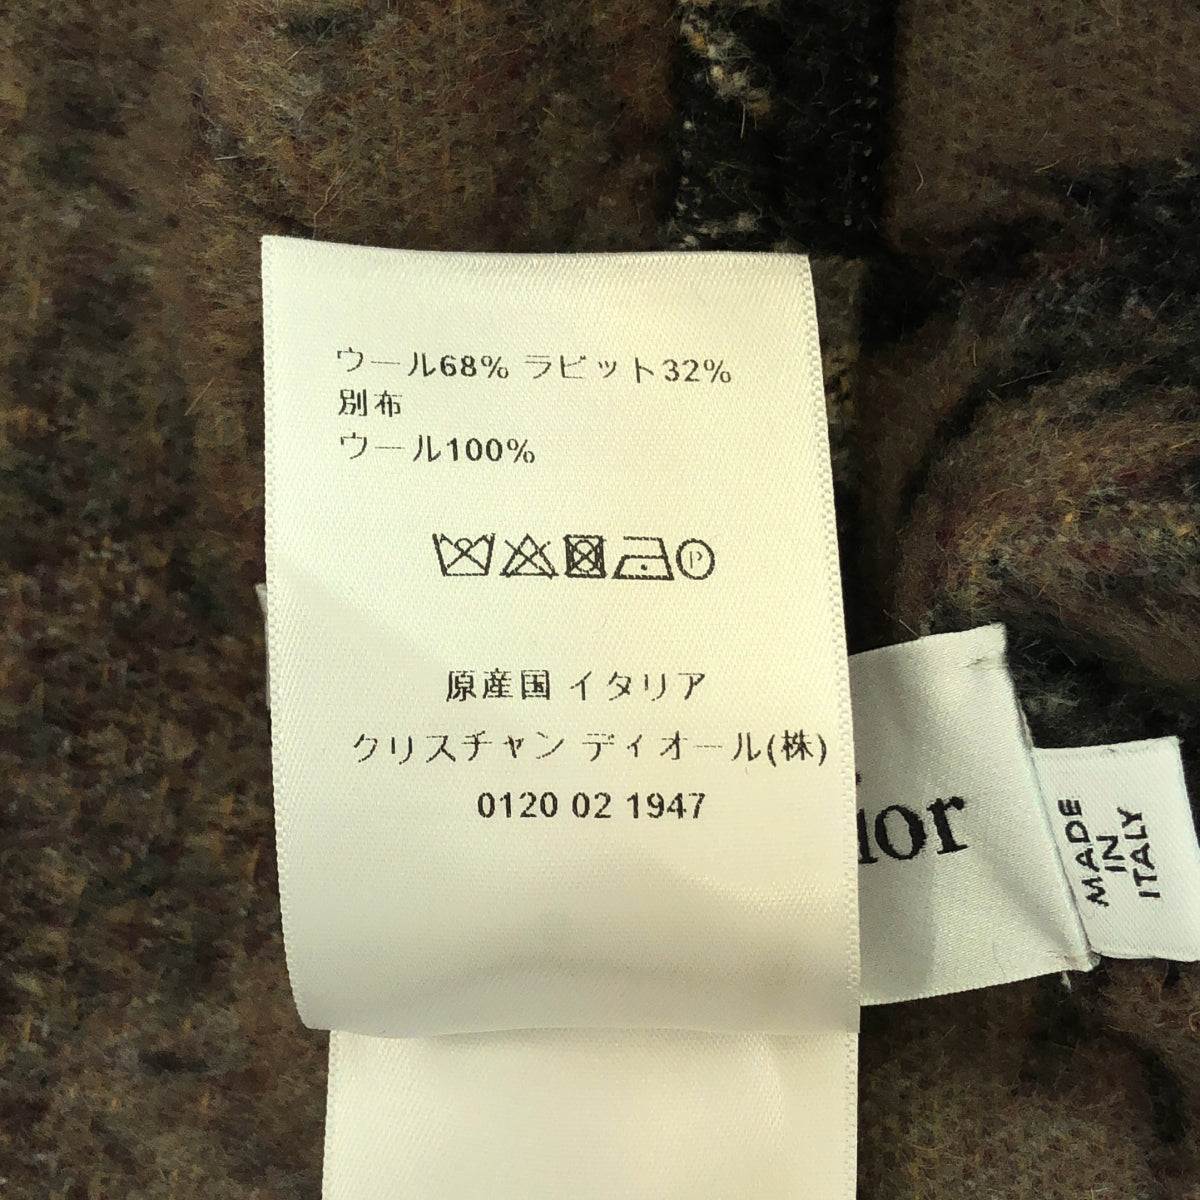 ウール68% ラビット32%
別布
ウール100%
P
原産国 イタリア
クリスチャン ディオール(株)
0120 02 1947
ior
MADE
IN
ITALY